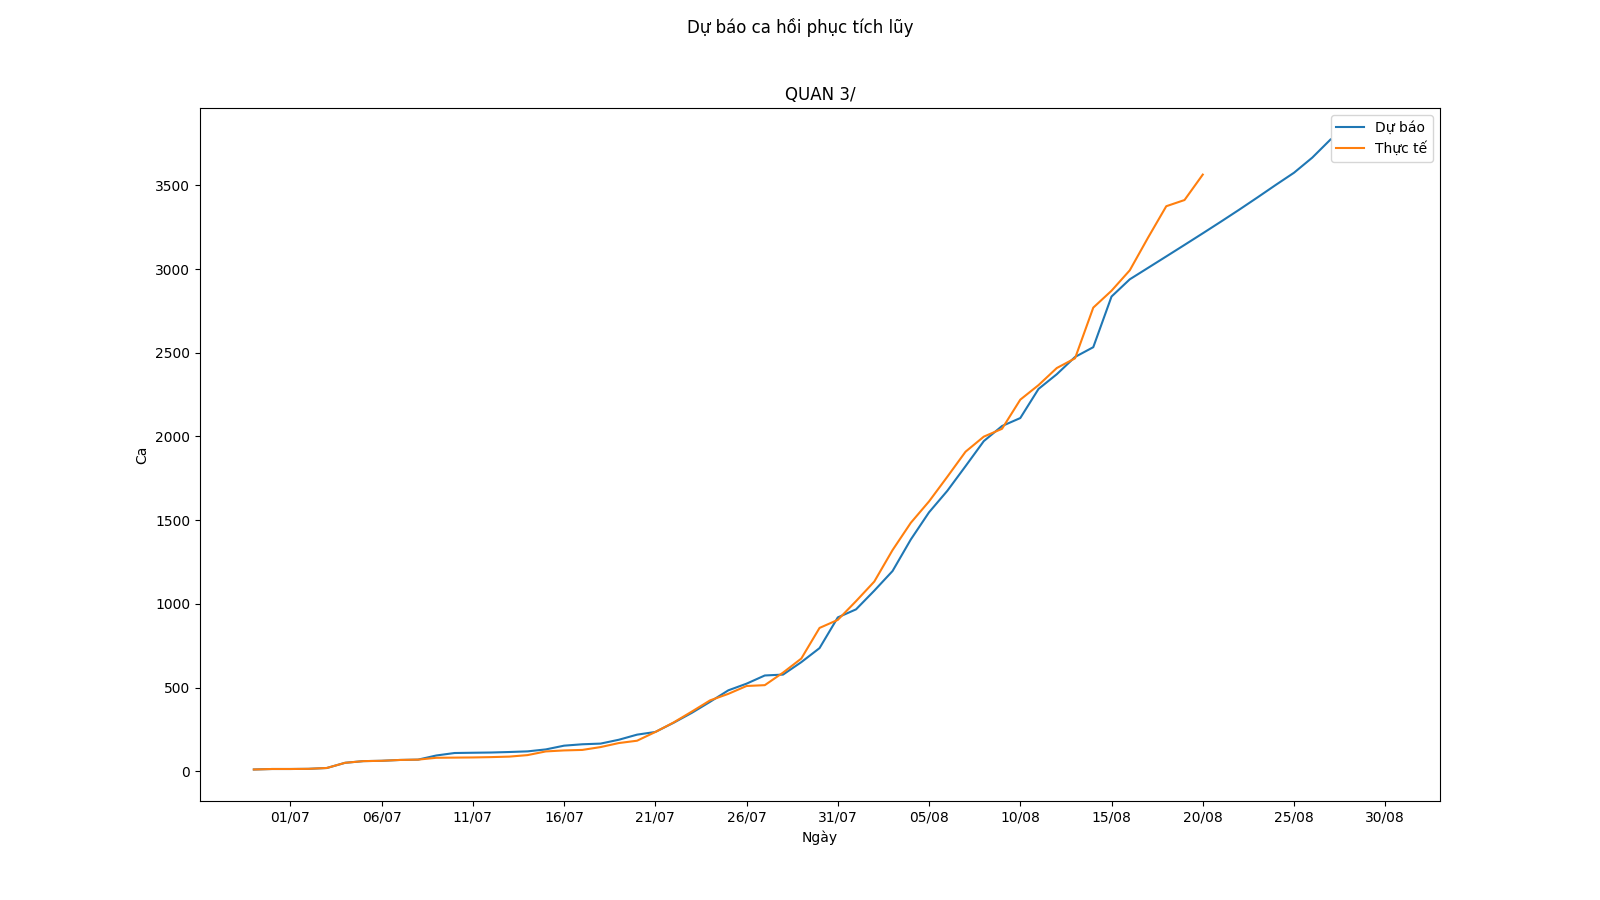 Dự báo ca hồi phục tích lũy
QUAN 3/
Dự báo
Thực tế
3500
3000
2500
2000
1500
1000
500
0
Ca
01/07 06/07 11/07 16/07 21/07 26/07 31/07 05/08 10/08 15/08 20/08 25/08 30/08
Ngày